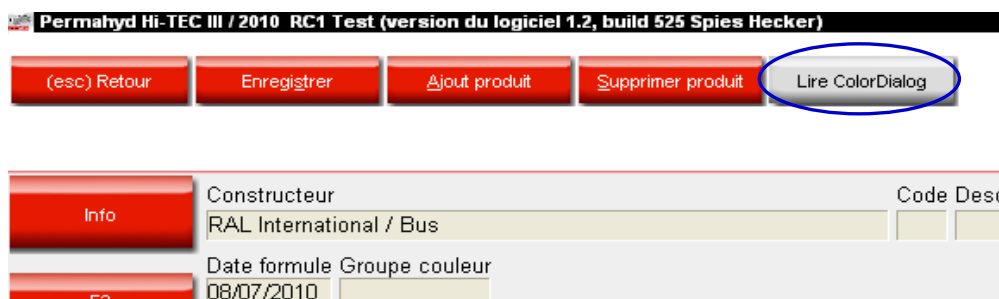 Permahyd Hi-TEC III / 2010 RC1 Test (version du logiciel 1.2, build 525 Spies Hecker)
(esc) Retour Enregistrer Ajout produit Supprimer produit Lire ColorDialog
Info
Constructeur Code Desc
RAL International / Bus
Date formule Groupe couleur
08/07/2010